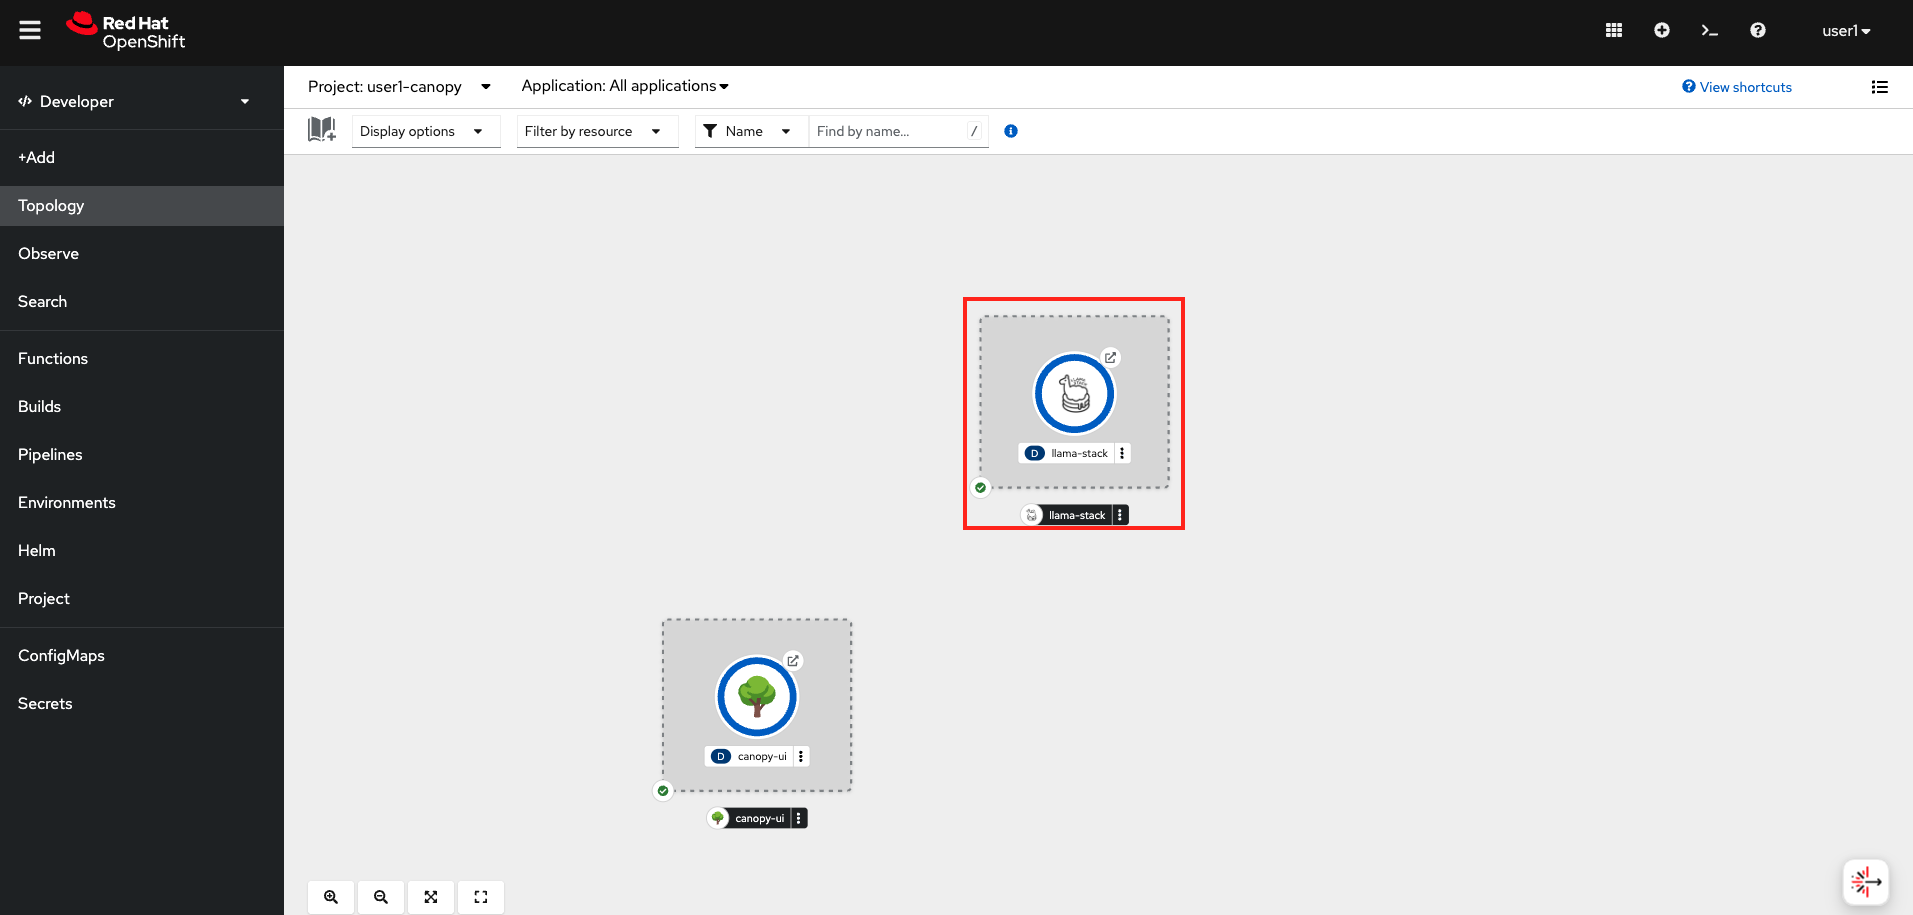 Red Hat
OpenShift
user1
Developer
+Add
Topology
Observe
Search
Functions
Builds
Pipelines
Environments
Helm
Project
ConfigMaps
Secrets
Project: user1-canopy
Application: All applications
View shortcuts
Display options
Filter by resource
Name
Find by name...
/
D llama-stack
llama-stack
D canopy-ui
canopy-ui